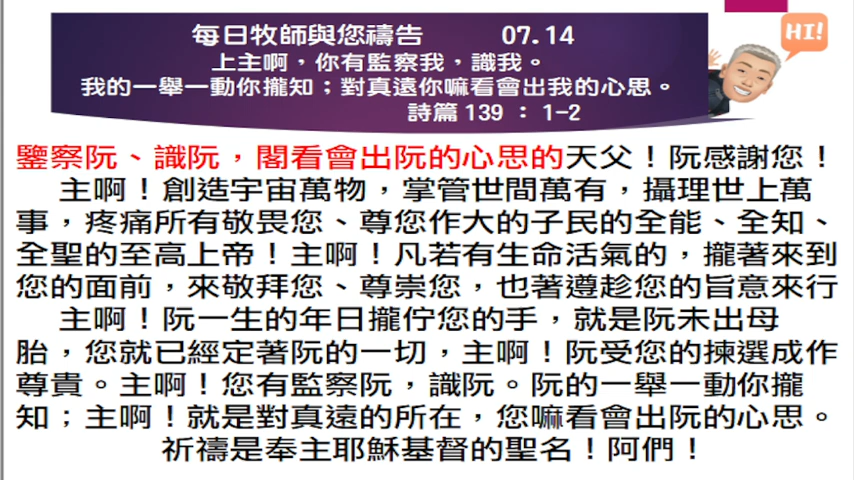 每日牧師與您禱告 07.14
上主啊，你有監察我，識我。
我的一舉一動你攏知；對真遠你嘛看會出我的心思。
詩篇 139 ： 1-2
HI!
鑒察阮、識阮，閣看會出阮的心思的天父！阮感謝您！
主啊！創造宇宙萬物，掌管世間萬有，攝理世上萬
事，疼痛所有敬畏您、尊您作大的子民的全能、全知、
全聖的至高上帝！主啊！凡若有生命活氣的，攏著來到
您的面前，來敬拜您、尊崇您，也著遵趁您的旨意來行
主啊！阮一生的年日攏佇您的手，就是阮未出母
胎，您就已經定著阮的一切，主啊！阮受您的揀選成作
尊貴。主啊！您有監察阮，識阮。阮的一舉一動你攏
知；主啊！就是對真遠的所在，您嘛看會出阮的心思。
祈禱是奉主耶穌基督的聖名！阿們！